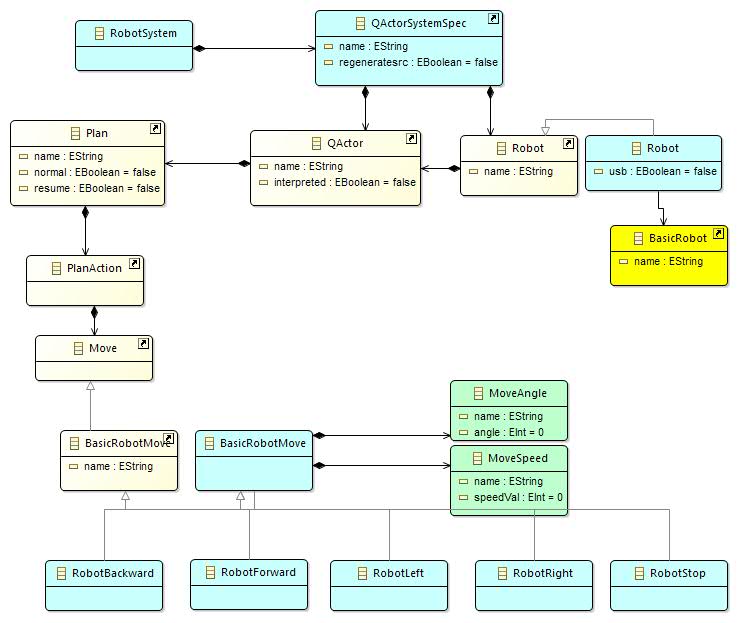 RobotSystem
QActorSystemSpec
name : EString
regeneratesrc : EBoolean = false
Plan
name : EString
normal : EBoolean = false
resume : EBoolean = false
QActor
name : EString
interpreted : EBoolean = false
Robot
name : EString
Robot
usb : EBoolean = false
BasicRobot
name : EString
PlanAction
Move
BasicRobotMove
name : EString
BasicRobotMove
MoveAngle
name : EString
angle : EInt = 0
MoveSpeed
name : EString
speedVal : EInt = 0
RobotBackward
RobotForward
RobotLeft
RobotRight
RobotStop